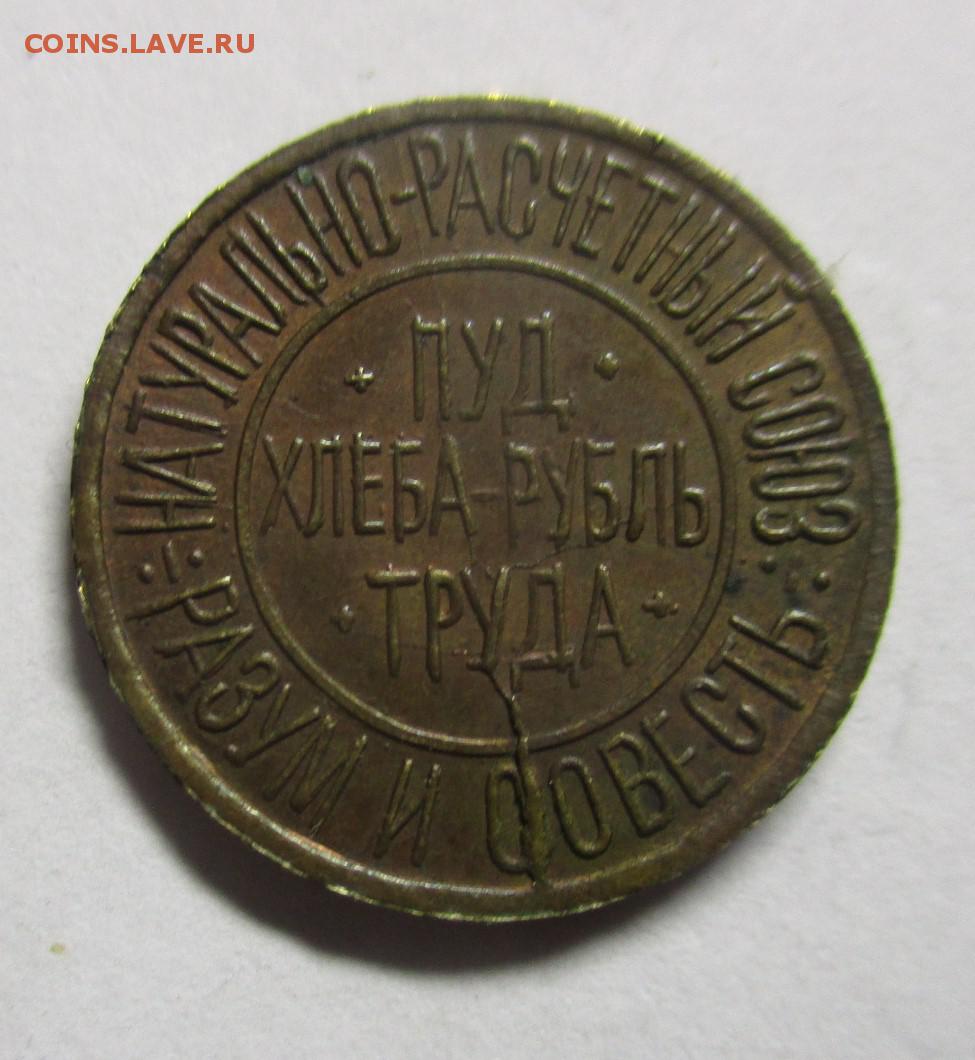 COINS.LAVE.RU
НАТУРАЛЬНО-РАСЧЕТНЫЙ СОЮЗ
ПУД
ХЛЕБА-РУБЛЬ
ТРУДА
РАЗУМ И СОВЕСТЬ